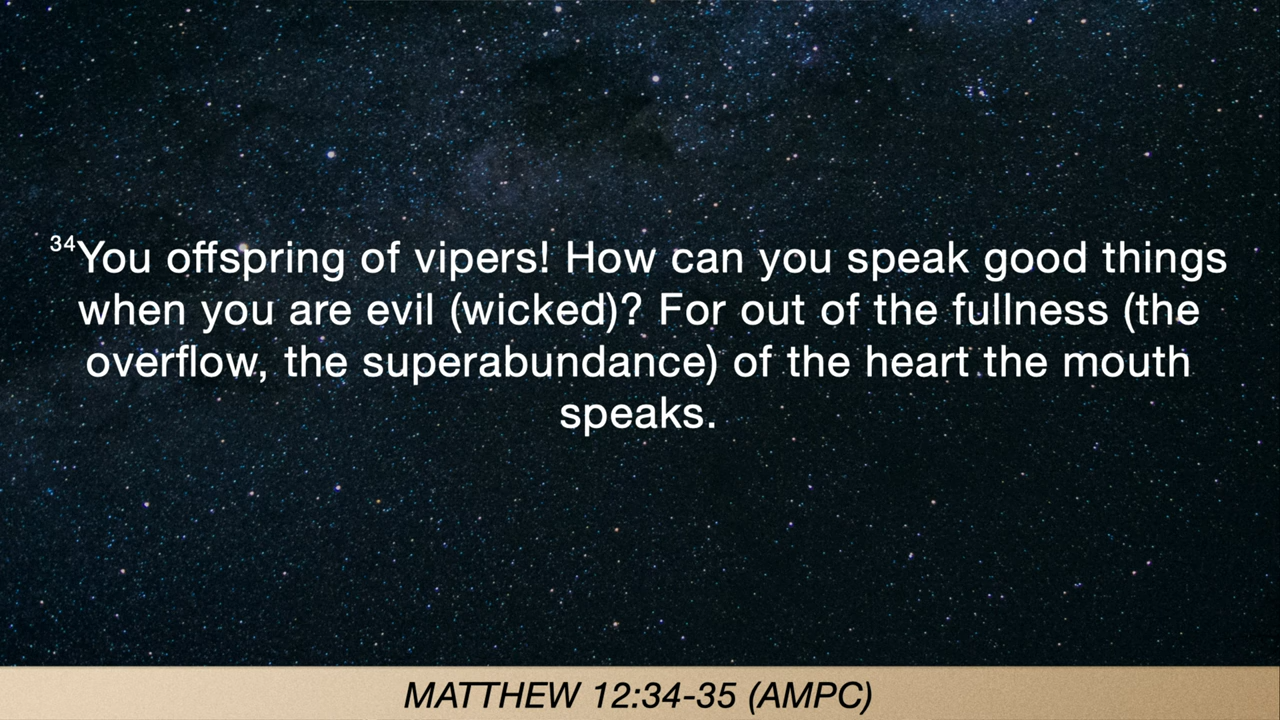 34You offspring of vipers! How can you speak good things
when you are evil (wicked)? For out of the fullness (the
overflow, the superabundance) of the heart the mouth
speaks.
MATTHEW 12:34-35 (AMPC)